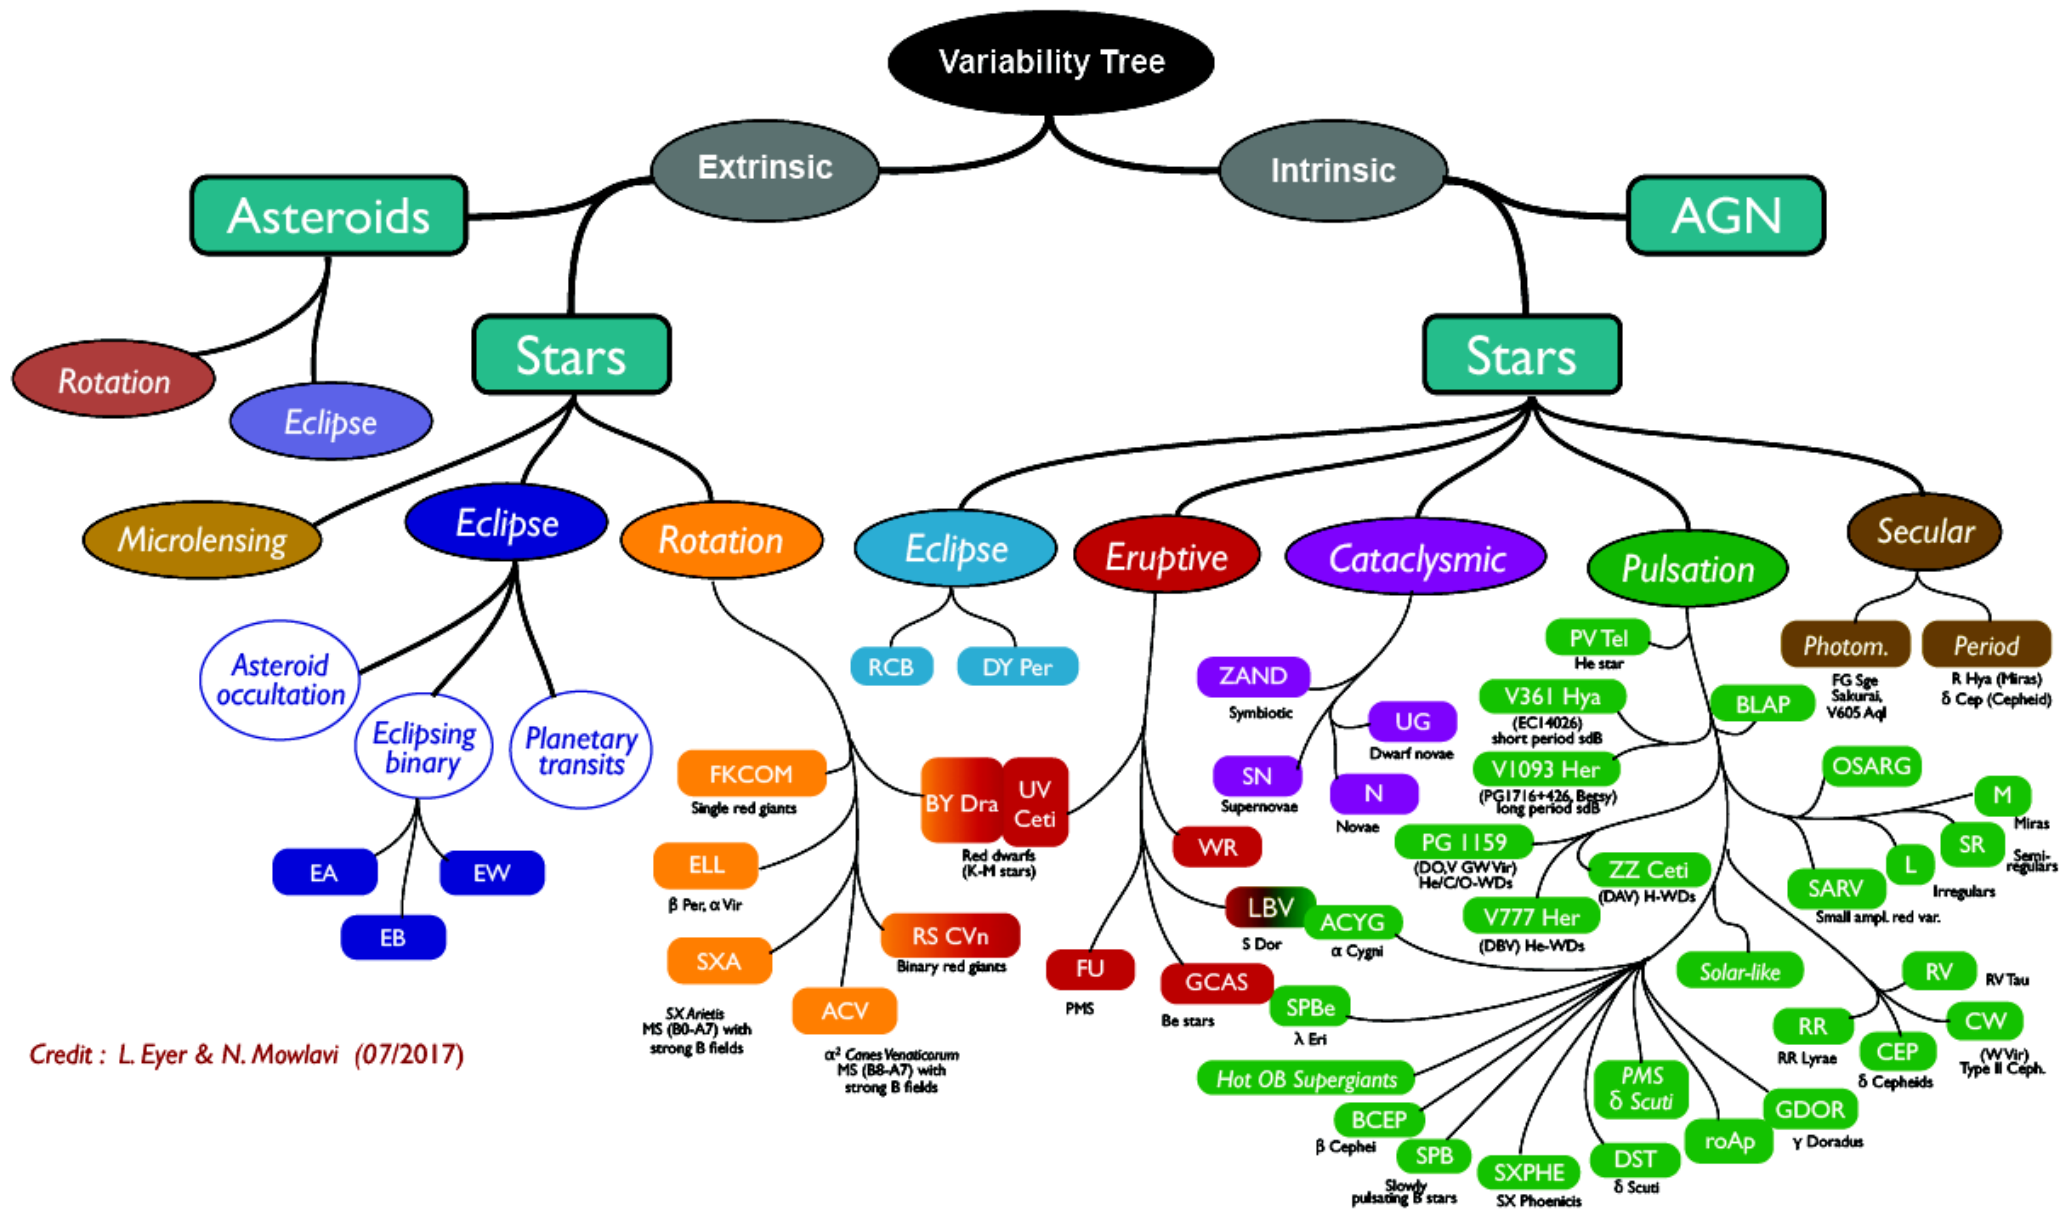 Variability Tree
Extrinsic
Intrinsic
Asteroids
AGN
Stars
Stars
Rotation
Eclipse
Microlensing
Eclipse
Rotation
Eclipse
Eruptive
Cataclysmic
Pulsation
Secular
Asteroid
occultation
Eclipsing
binary
Planetary
transits
EA
EB
EW
FKCOM
Single red giants
ELL
β Per, α Vir
SXA
SX Arietis
MS (B0-A7) with
strong B fields
ACV
α² Canes Venaticorum
MS (B8-A7) with
strong B fields
RS CVn
Binary red giants
BY Dra
UV
Ceti
Red dwarfs
(K-M stars)
RCB
DY Per
WR
LBV
S Dor
FU
PMS
GCAS
Be stars
ZAND
Symbiotic
UG
Dwarf novae
SN
Supernovae
N
Novae
PV Tel
He star
V361 Hya
(EC14026)
short period sdB
V1093 Her
(PG1716+426, Betsy)
long period sdB
BLAP
PG 1159
(DO,V GW Vir)
He/C/O-WDs
ZZ Ceti
(DAV) H-WDs
V777 Her
(DBV) He-WDs
OSARG
M
Miras
SR
Semi-
regulars
L
Irregulars
SARV
Small ampl. red var.
ACYG
α Cygni
SPBe
λ Eri
Hot OB Supergiants
BCEP
β Cephei
SPB
Slowly
pulsating B stars
SXPHE
SX Phoenicis
DST
δ Scuti
PMS
δ Scuti
roAp
GDOR
γ Doradus
Solar-like
RV
RV Tau
CW
(W Vir)
Type II Ceph.
CEP
δ Cepheids
RR
RR Lyrae
Photom.
FG Sge
Sakurai,
V605 Aql
Period
R Hya (Miras)
δ Cep (Cepheid)
Credit : L. Eyer & N. Mowlavi (07/2017)